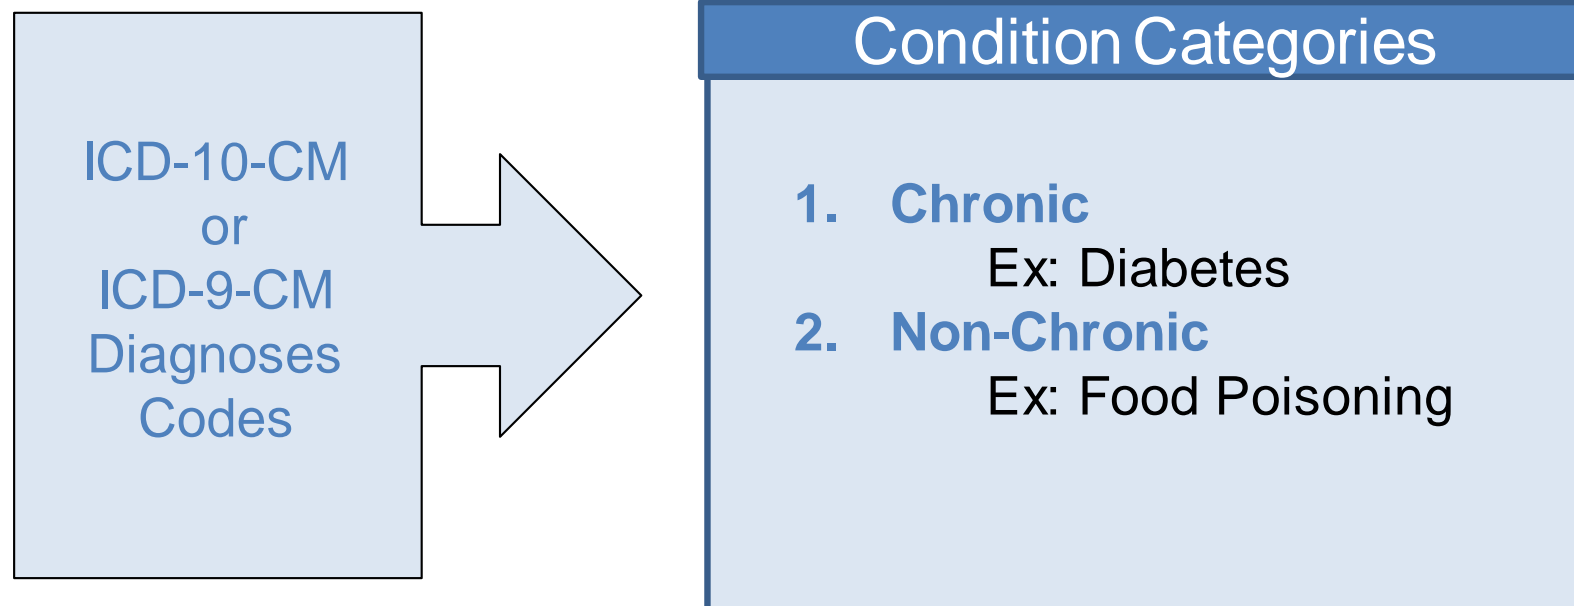 ICD-10-CM
or
ICD-9-CM
Diagnoses
Codes
Condition Categories
1. Chronic
Ex: Diabetes
2. Non-Chronic
Ex: Food Poisoning